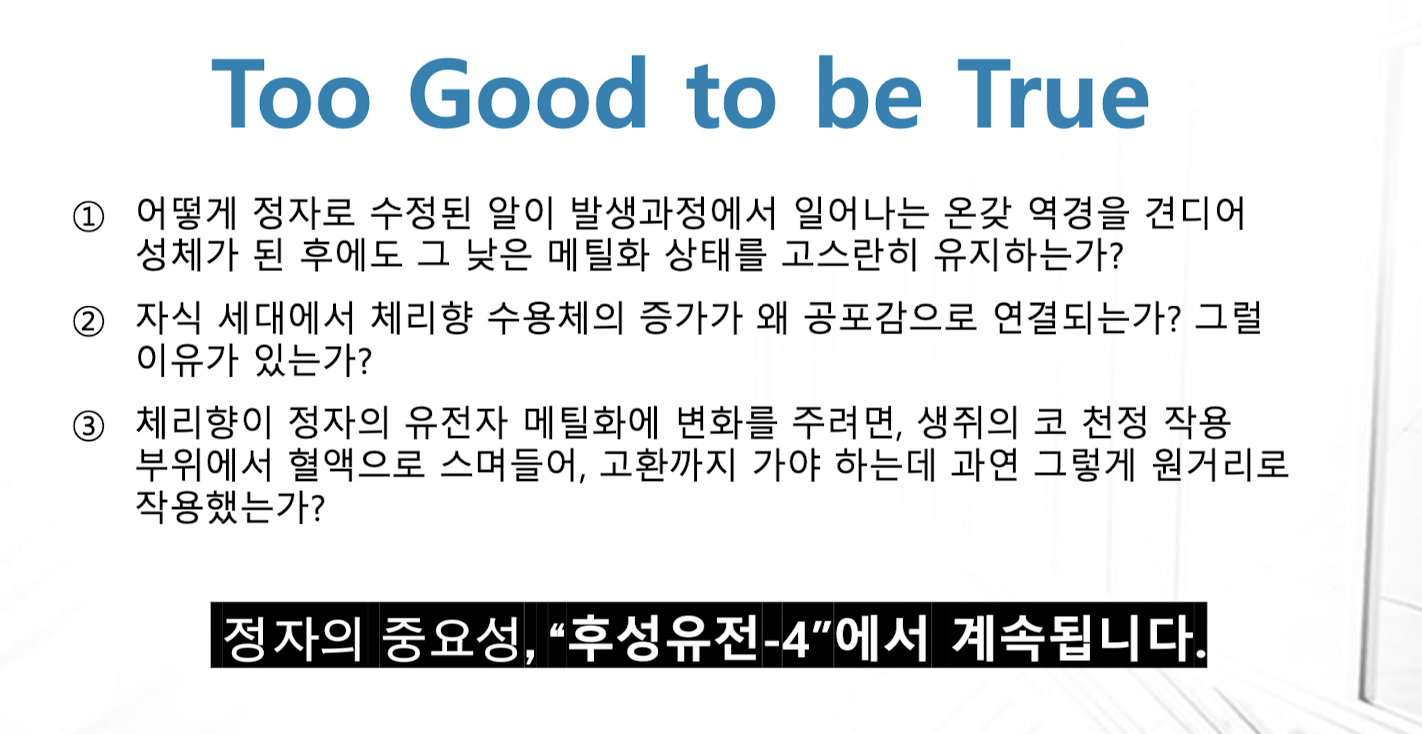 Too Good to be True
① 어떻게 정자로 수정된 알이 발생과정에서 일어나는 온갖 역경을 견디어
성체가 된 후에도 그 낮은 메틸화 상태를 고스란히 유지하는가?
② 자식 세대에서 체리향 수용체의 증가가 왜 공포감으로 연결되는가? 그럴
이유가 있는가?
③ 체리향이 정자의 유전자 메틸화에 변화를 주려면, 생쥐의 코 천정 작용
부위에서 혈액으로 스며들어, 고환까지 가야 하는데 과연 그렇게 원거리로
작용했는가?
정자의 중요성, “후성유전-4”에서 계속됩니다.